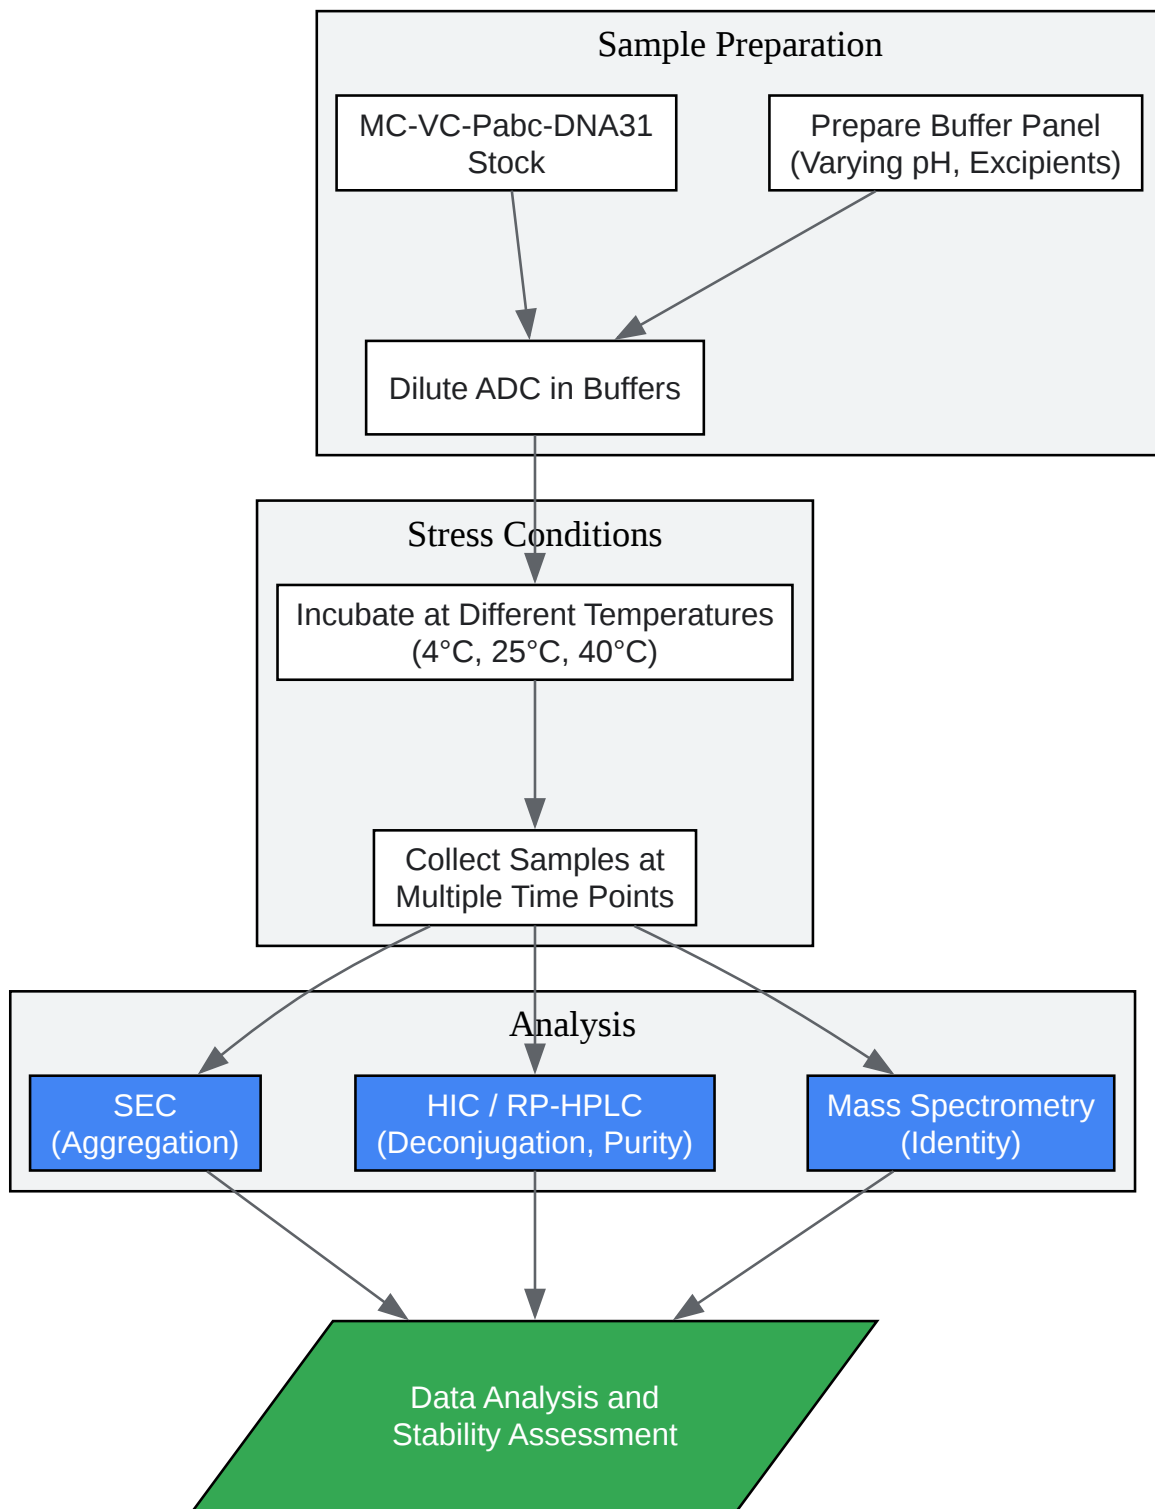 Sample Preparation
MC-VC-Pabc-DNA31
Stock
Prepare Buffer Panel
(Varying pH, Excipients)
Dilute ADC in Buffers
Stress Conditions
Incubate at Different Temperatures
(4°C, 25°C, 40°C)
Collect Samples at
Multiple Time Points
Analysis
SEC
(Aggregation)
HIC / RP-HPLC
(Deconjugation, Purity)
Mass Spectrometry
(Identity)
Data Analysis and
Stability Assessment